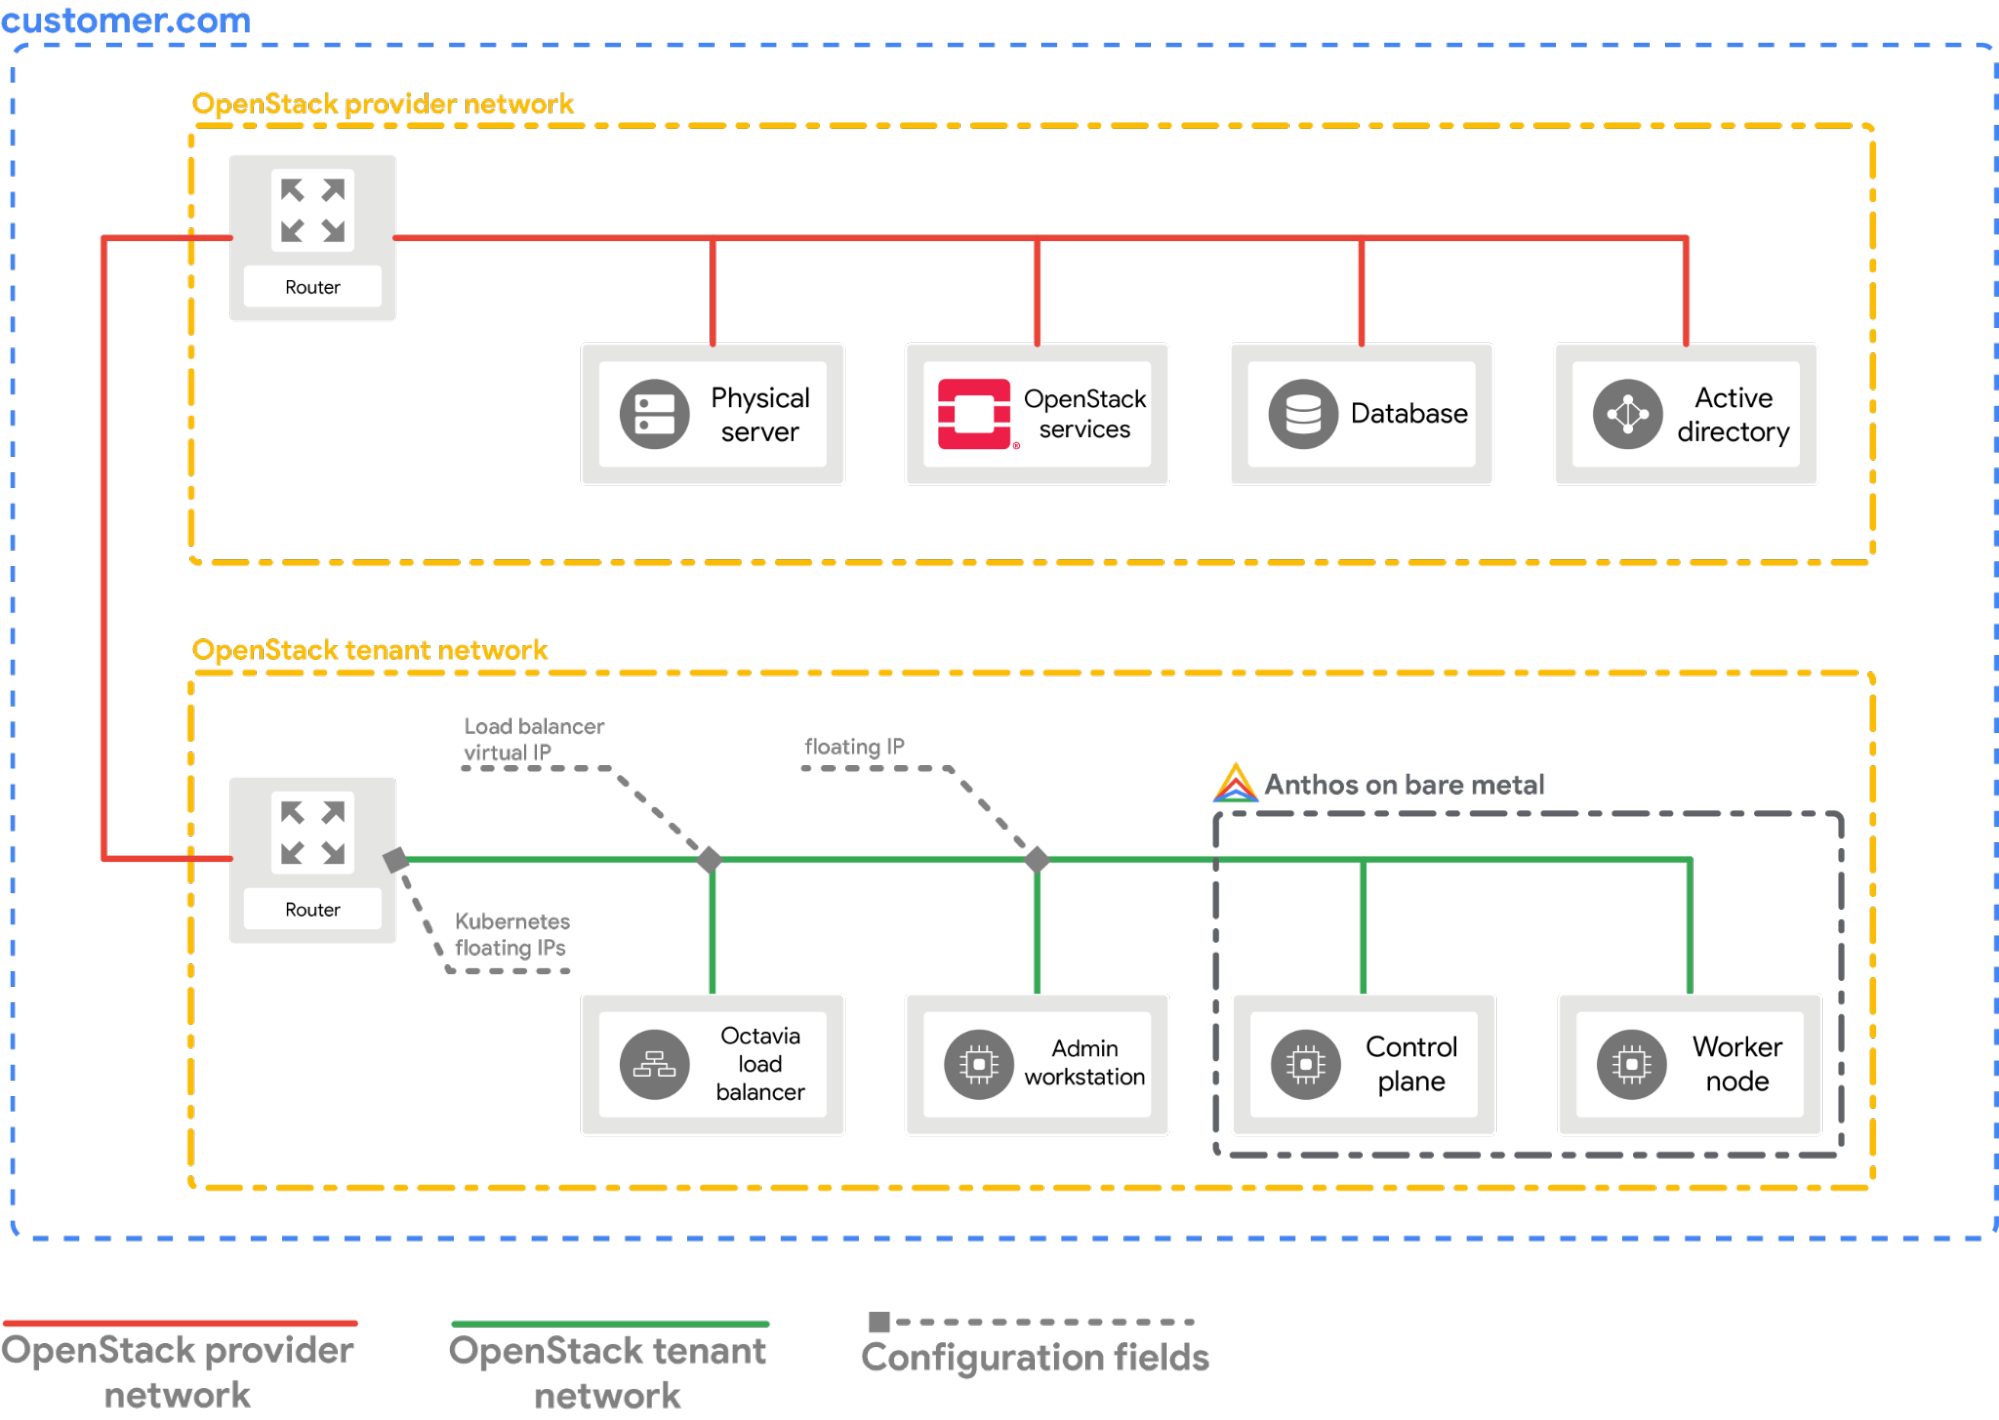 customer.com
OpenStack provider network
Router
Physical
server
OpenStack
services
®
Database
Active
directory
OpenStack tenant network
Load balancer
virtual IP
floating IP
Anthos on bare metal
Router
Kubernetes
floating IPs
Octavia
load
balancer
Admin
workstation
Control
plane
Worker
node
OpenStack provider
network
OpenStack tenant
network
Configuration fields